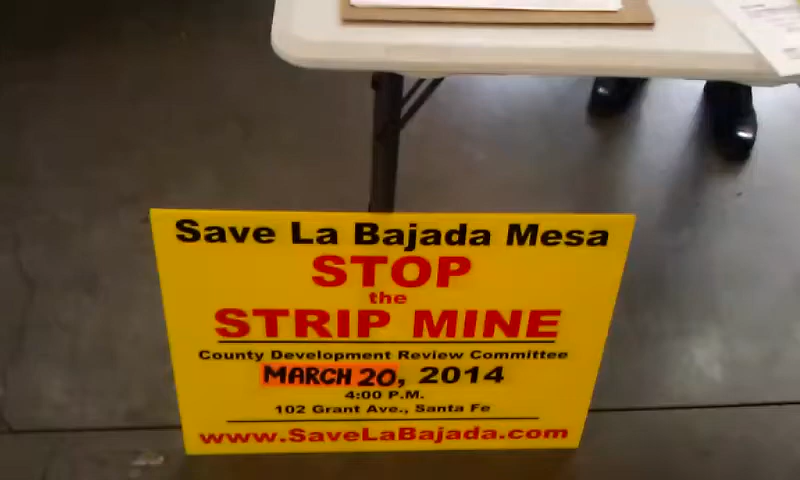 Save La Bajada Mesa
STOP
the
STRIP MINE
County Development Review Committee
MARCH 20, 2014
4:00 P.M.
102 Grant Ave., Santa Fe
www.SaveLaBajada.com